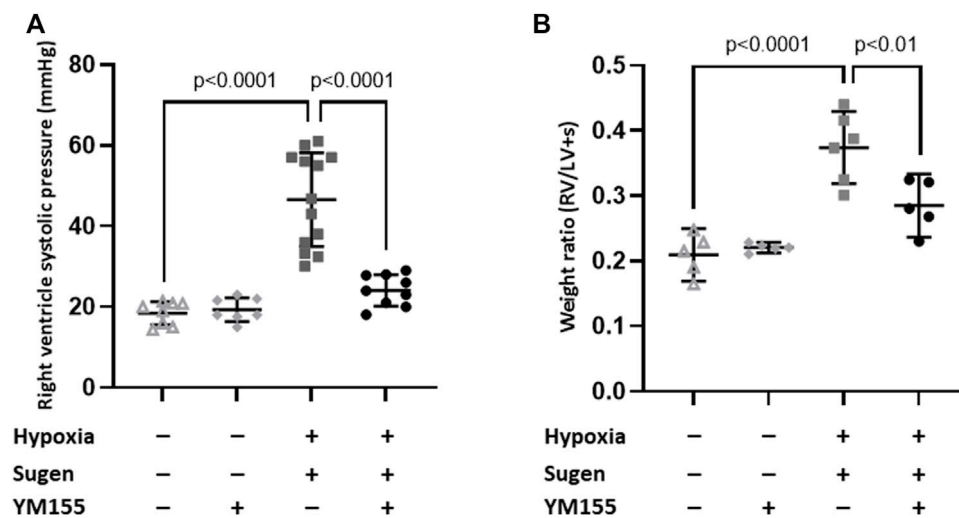 A
Right ventricle systolic pressure (mmHg)
p<0.0001 p<0.0001
80
60
40
20
0
Hypoxia − − + +
Sugen − − + +
YM155 − + − +
B
Weight ratio (RV/LV+s)
p<0.0001 p<0.01
0.5
0.4
0.3
0.2
0.1
0.0
Hypoxia − − + +
Sugen − − + +
YM155 − + − +